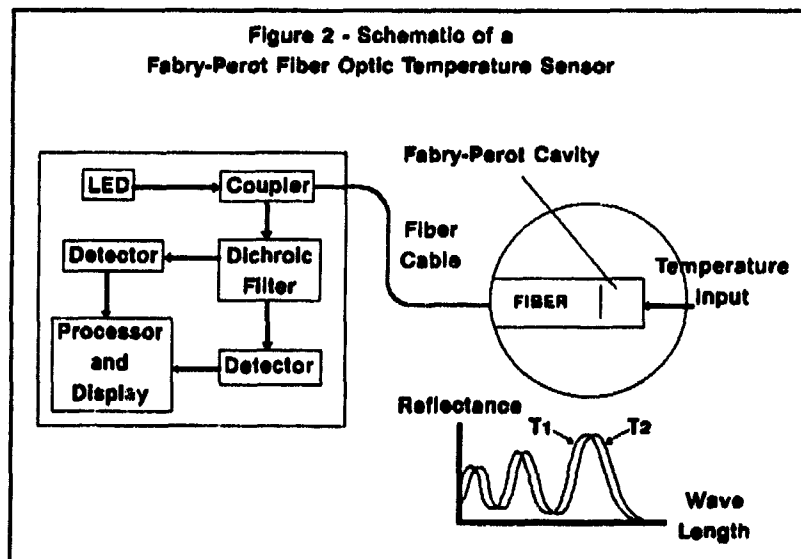 Figure 2 - Schematic of a
Fabry-Perot Fiber Optic Temperature Sensor
Fabry-Perot Cavity
LED
Coupler
Fiber
Cable
Detector
Dichroic
Filter
Temperature
Input
FIBER
Processor
and
Display
Detector
Reflectance
T1
T2
Wave
Length